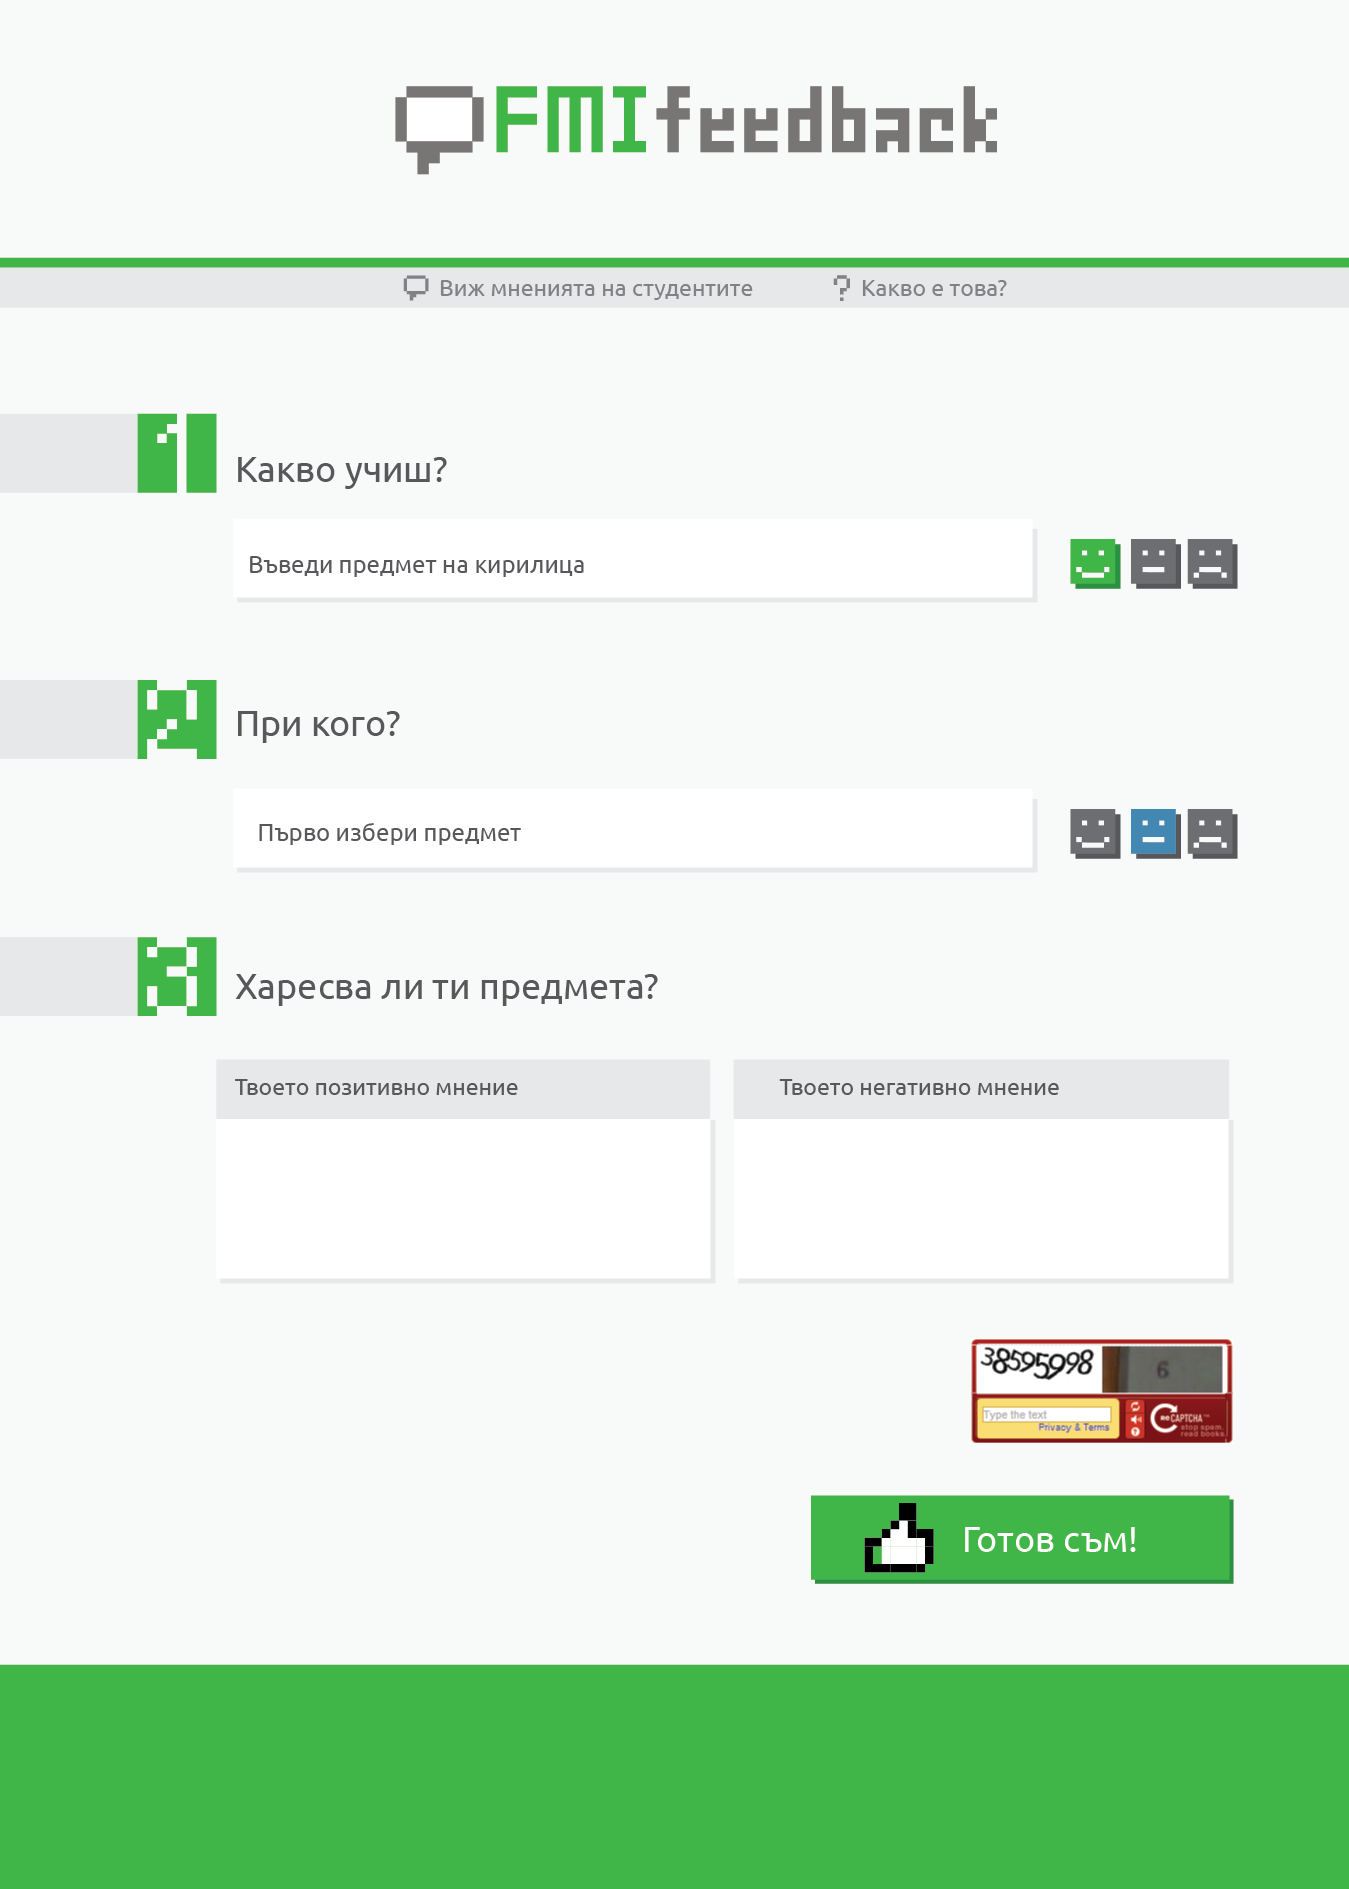 FMIfeedback
Виж мненията на студентите
? Какво е това?
1 Какво учиш?
Въведи предмет на кирилица
2 При кого?
Първо избери предмет
3 Харесва ли ти предмета?
Твоето позитивно мнение
Твоето негативно мнение
38595998 6
Type the text
Privacy & Terms
?
reCAPTCHA™
stop spam.
read books.
Готов съм!